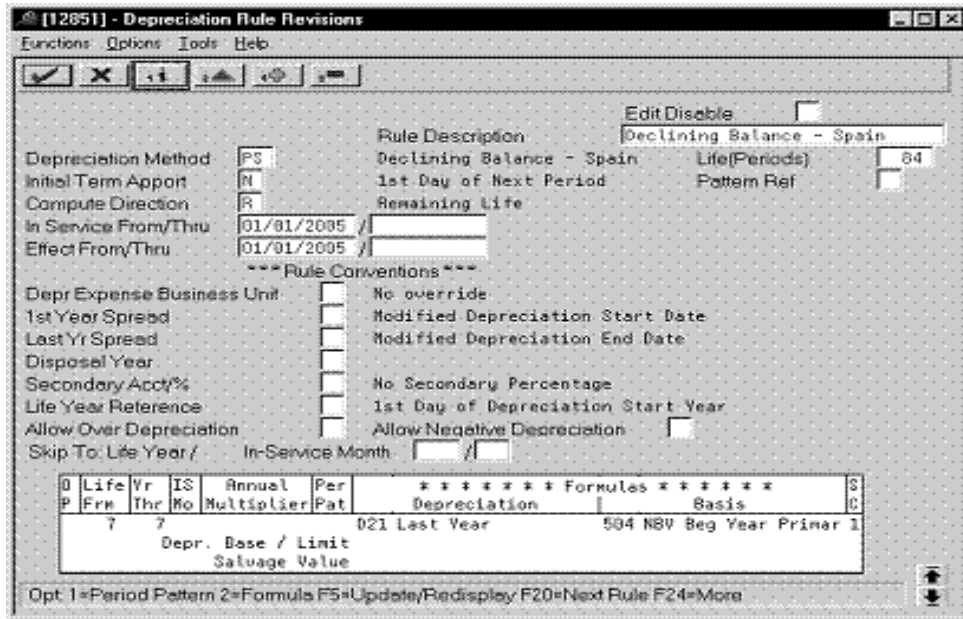 [12851] - Depreciation Rule Revisions
Functions Options Tools Help
Edit Disable
Rule Description Declining Balance - Spain
Depreciation Method PS Declining Balance - Spain Life(Periods) 84
Initial Term Apport N 1st Day of Next Period Pattern Ref
Compute Direction R Remaining Life
In Service From/Thru 01/01/2005 /
Effect From/Thru 01/01/2005 /
*** Rule Conventions ***
Depr Expense Business Unit No override
1st Year Spread Modified Depreciation Start Date
Last Yr Spread Modified Depreciation End Date
Disposal Year
Secondary Acct/% No Secondary Percentage
Life Year Reference 1st Day of Depreciation Start Year
Allow Over Depreciation Allow Negative Depreciation
Skip To: Life Year / In-Service Month /
O Life Yr IS Annual Per * * * * * * * Formulas * * * * * * S
P Frm Thr Mo Multiplier Pat Depreciation Basis C
7 7 D21 Last Year 504 NBV Beg Year Primar 1
Depr. Base / Limit
Salvage Value
Opt: 1=Period Pattern 2=Formula F5=Update/Redisplay F20=Next Rule F24=More